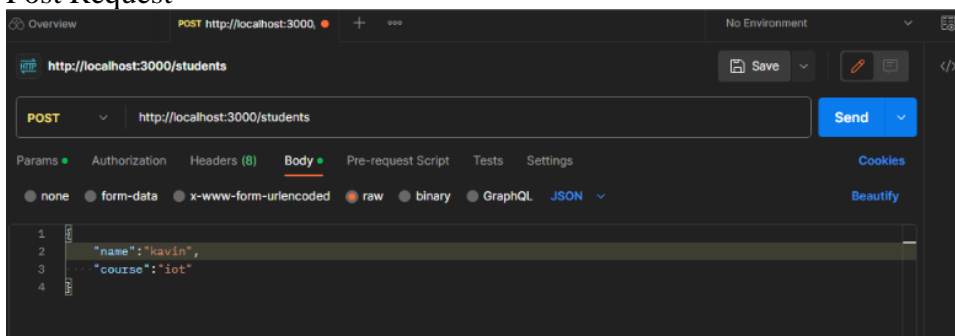 Post Request
Overview POST http://localhost:3000, + ooo No Environment
HTTP http://localhost:3000/students Save </>
POST http://localhost:3000/students Send
Params Authorization Headers (8) Body Pre-request Script Tests Settings Cookies
none form-data x-www-form-urlencoded raw binary GraphQL JSON Beautify
1 {
2 "name":"kavin",
3 "course":"iot"
4 }